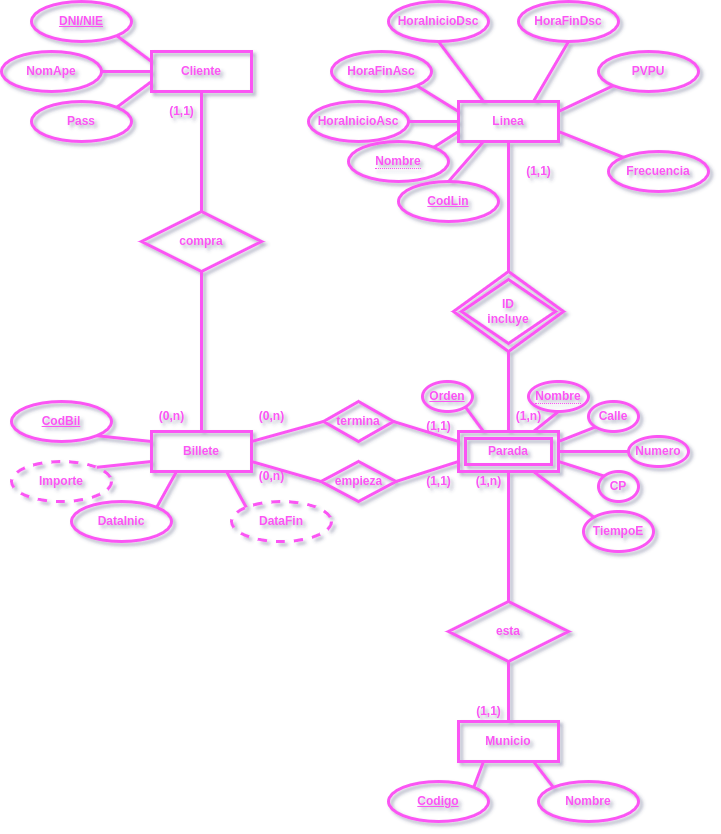 DNI/NIE
HoraInicioDsc
HoraFinDsc
NomApe
Cliente
HoraFinAsc
PVPU
Pass
(1,1)
HoraInicioAsc
Linea
Nombre
(1,1)
Frecuencia
CodLin
compra
ID
incluye
Orden
Nombre
CodBil
(0,n)
(0,n)
termina
(1,1)
(1,n)
Calle
Billete
Parada
Numero
Importe
(0,n)
empieza
(1,1)
(1,n)
CP
DataInic
DataFin
TiempoE
esta
(1,1)
Municio
Codigo
Nombre